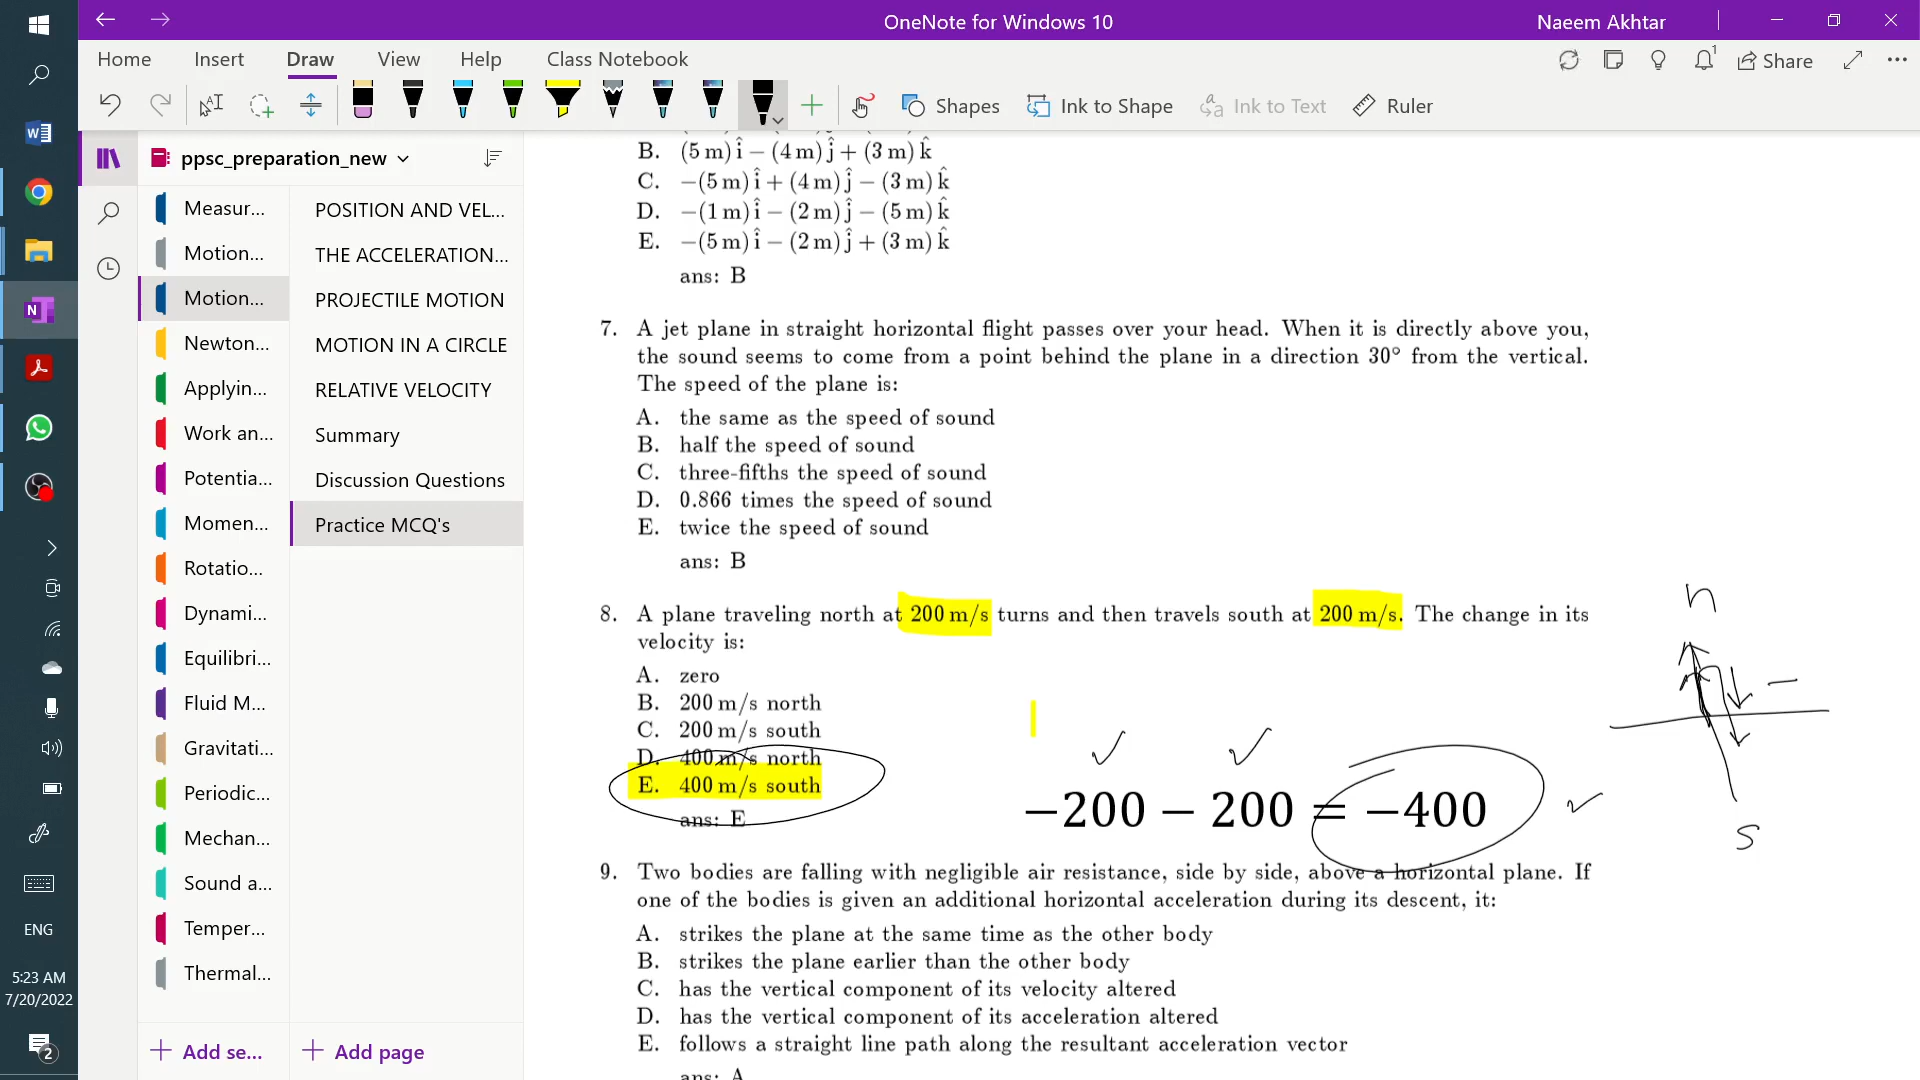 OneNote for Windows 10
Naeem Akhtar
Home Insert Draw View Help Class Notebook
1
Share
Shapes Ink to Shape Ink to Text Ruler
ppsc_preparation_new
Measur...
Motion...
Motion...
Newton...
Applyin...
Work an...
Potentia...
Momen...
Rotatio...
Dynami...
Equilibri...
Fluid M...
Gravitati...
Periodic...
Mechan...
Sound a...
Temper...
Thermal...
Add se...
POSITION AND VEL...
THE ACCELERATION...
PROJECTILE MOTION
MOTION IN A CIRCLE
RELATIVE VELOCITY
Summary
Discussion Questions
Practice MCQ's
Add page
B. (5 m) î − (4 m) ĵ + (3 m) k̂
C. −(5 m) î + (4 m) ĵ − (3 m) k̂
D. −(1 m) î − (2 m) ĵ − (5 m) k̂
E. −(5 m) î − (2 m) ĵ + (3 m) k̂
ans: B
7. A jet plane in straight horizontal flight passes over your head. When it is directly above you,
the sound seems to come from a point behind the plane in a direction 30° from the vertical.
The speed of the plane is:
A. the same as the speed of sound
B. half the speed of sound
C. three-fifths the speed of sound
D. 0.866 times the speed of sound
E. twice the speed of sound
ans: B
8. A plane traveling north at 200 m/s turns and then travels south at 200 m/s. The change in its
velocity is:
A. zero
B. 200 m/s north
C. 200 m/s south
D. 400 m/s north
E. 400 m/s south
ans: E
−200 − 200 = −400
n
−
s
9. Two bodies are falling with negligible air resistance, side by side, above a horizontal plane. If
one of the bodies is given an additional horizontal acceleration during its descent, it:
A. strikes the plane at the same time as the other body
B. strikes the plane earlier than the other body
C. has the vertical component of its velocity altered
D. has the vertical component of its acceleration altered
E. follows a straight line path along the resultant acceleration vector
ans: A
ENG
5:23 AM
7/20/2022
2